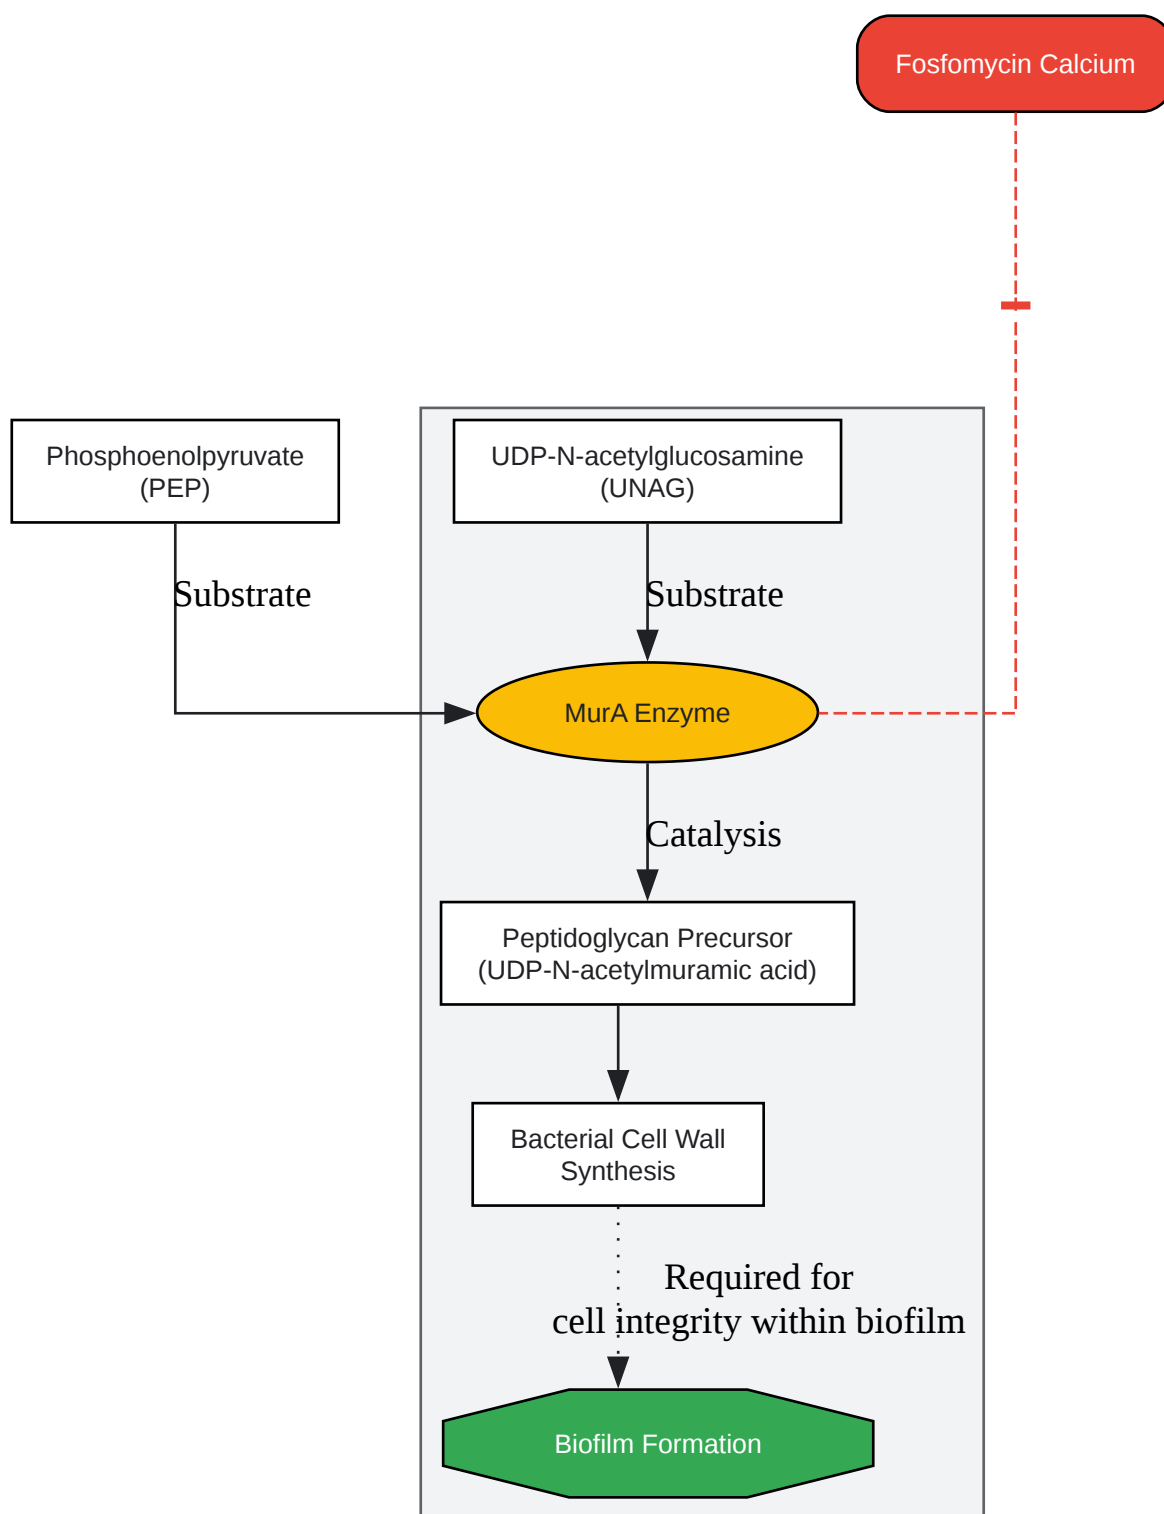 Fosfomycin Calcium
Phosphoenolpyruvate
(PEP)
UDP-N-acetylglucosamine
(UNAG)
Substrate
Substrate
MurA Enzyme
Catalysis
Peptidoglycan Precursor
(UDP-N-acetylmuramic acid)
Bacterial Cell Wall
Synthesis
Required for
cell integrity within biofilm
Biofilm Formation